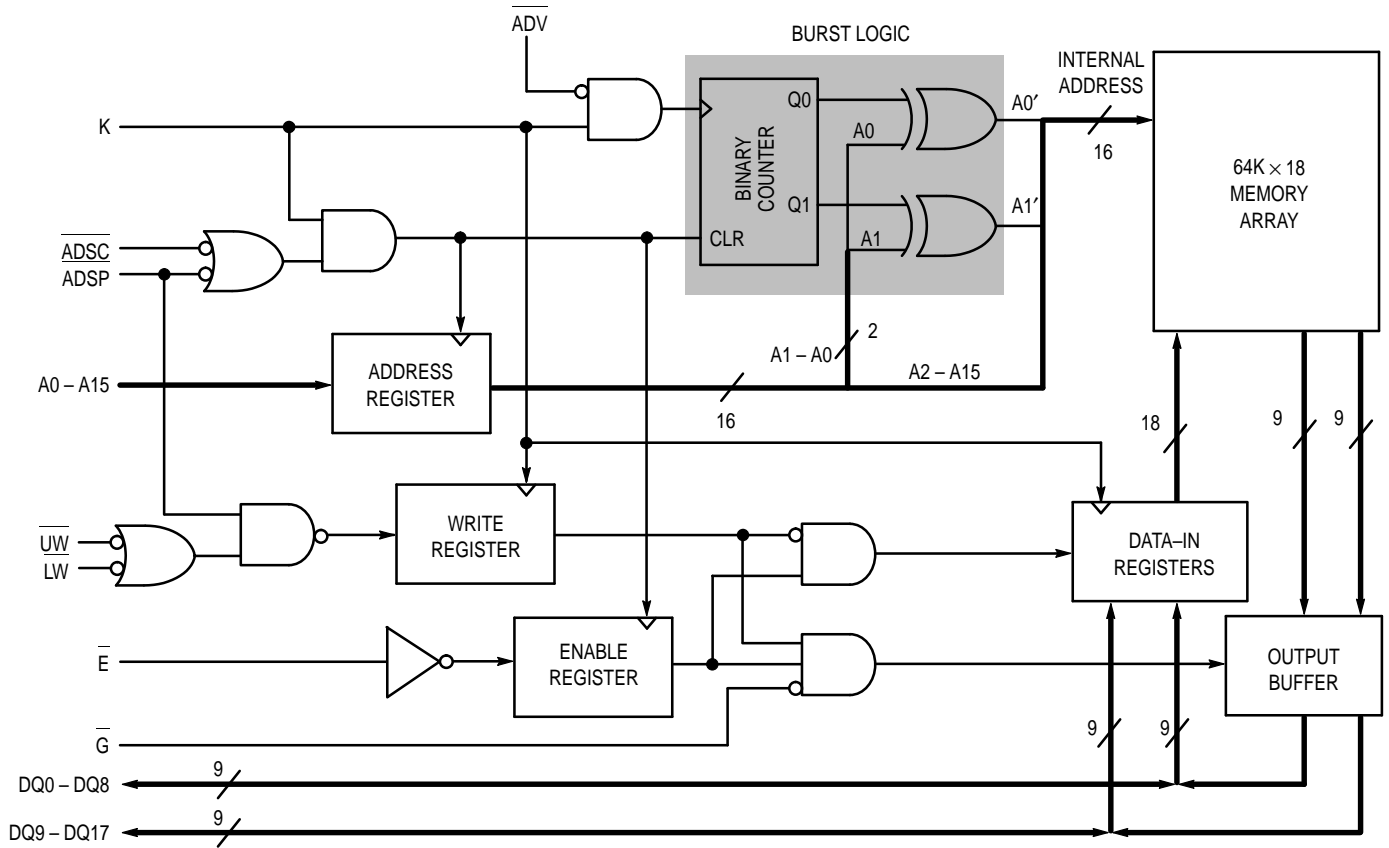 ADV
BURST LOGIC
INTERNAL
ADDRESS
K
Q0
A0
A0′
16
BINARY
COUNTER
64K × 18
MEMORY
ARRAY
Q1
A1
A1′
CLR
ADSC
ADSP
2
A1 – A0
A2 – A15
A0 – A15
ADDRESS
REGISTER
16
18
9
9
UW
LW
WRITE
REGISTER
DATA–IN
REGISTERS
E
ENABLE
REGISTER
OUTPUT
BUFFER
G
9
9
DQ0 – DQ8
9
DQ9 – DQ17
9